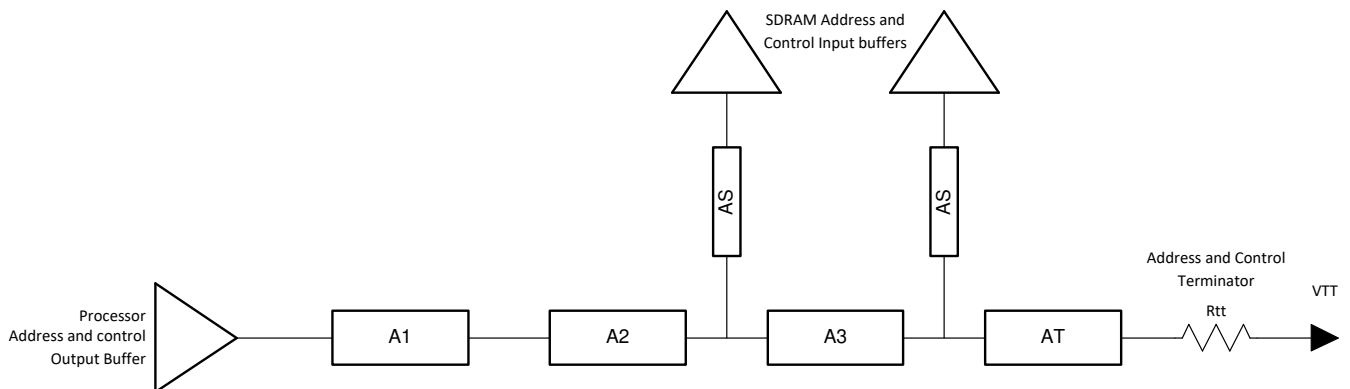 SDRAM Address and
Control Input buffers
AS
AS
Processor
Address and control
Output Buffer
A1
A2
A3
AT
Address and Control
Terminator
Rtt
VTT